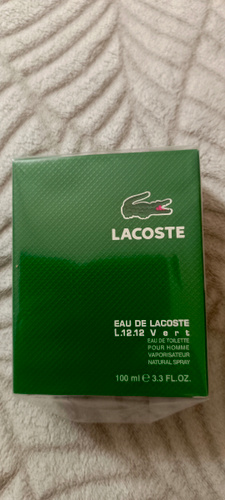 LACOSTE
EAU DE LACOSTE
L.12.12 Vert
EAU DE TOILETTE
POUR HOMME
VAPORISATEUR
NATURAL SPRAY
100 ml ℮ 3.3 FL.OZ.